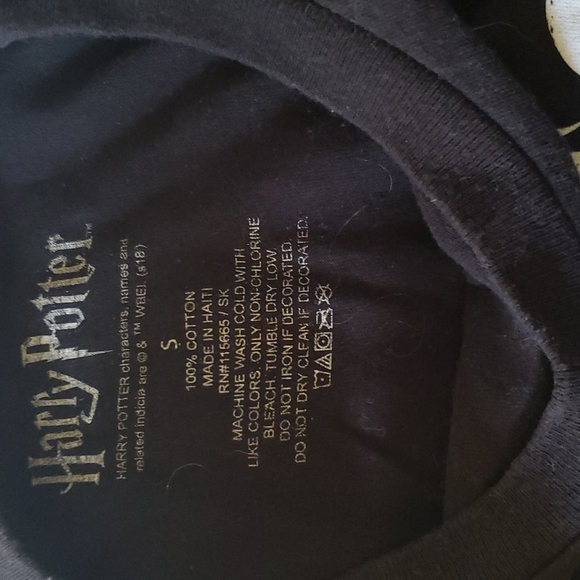 Harry Potter™
HARRY POTTER characters, names and
related indicia are © & ™ WBEI. (s18)
S
100% COTTON
MADE IN HAITI
RN#115665 / SK
MACHINE WASH COLD WITH
LIKE COLORS, ONLY NON-CHLORINE
BLEACH. TUMBLE DRY LOW.
DO NOT IRON IF DECORATED.
DO NOT DRY CLEAN IF DECORATED.